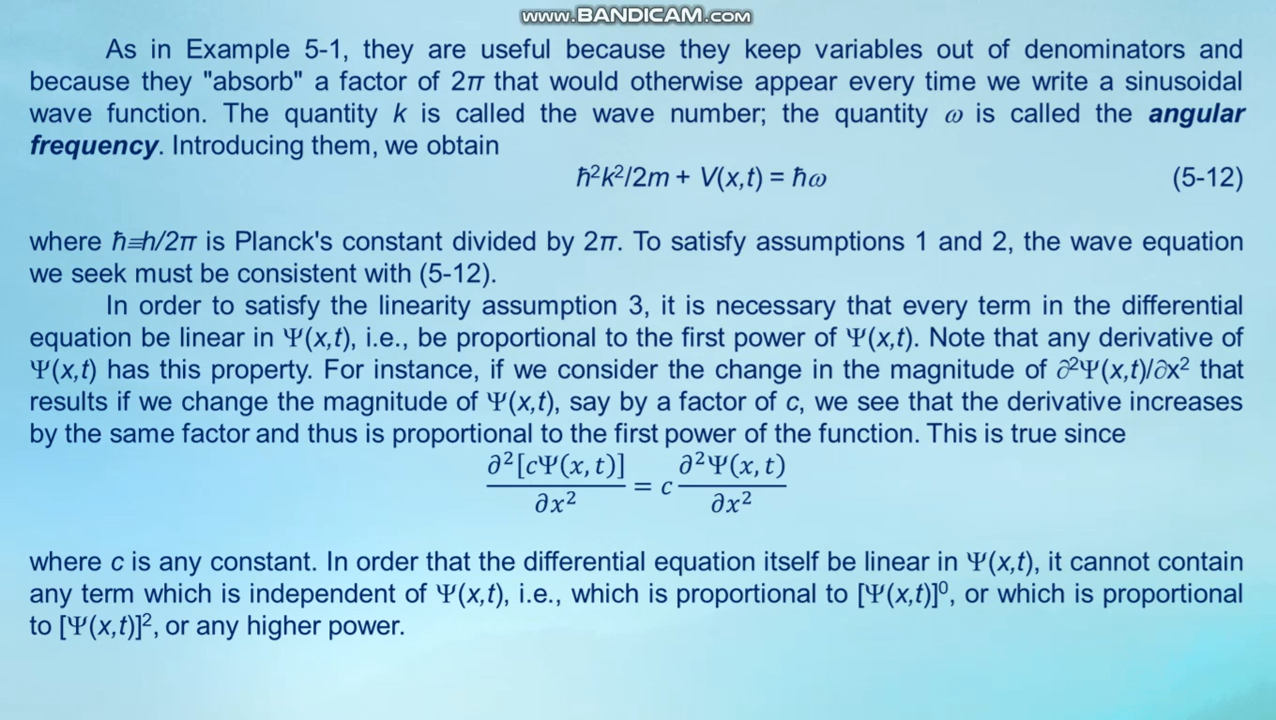 www.BANDICAM.com
As in Example 5-1, they are useful because they keep variables out of denominators and
because they "absorb" a factor of 2π that would otherwise appear every time we write a sinusoidal
wave function. The quantity k is called the wave number; the quantity ω is called the angular
frequency. Introducing them, we obtain
ħ²k²/2m + V(x,t) = ħω (5-12)
where ħ≡h/2π is Planck's constant divided by 2π. To satisfy assumptions 1 and 2, the wave equation
we seek must be consistent with (5-12).
In order to satisfy the linearity assumption 3, it is necessary that every term in the differential
equation be linear in Ψ(x,t), i.e., be proportional to the first power of Ψ(x,t). Note that any derivative of
Ψ(x,t) has this property. For instance, if we consider the change in the magnitude of ∂²Ψ(x,t)/∂x² that
results if we change the magnitude of Ψ(x,t), say by a factor of c, we see that the derivative increases
by the same factor and thus is proportional to the first power of the function. This is true since
∂²[cΨ(x, t)]/∂x² = c ∂²Ψ(x, t)/∂x²
where c is any constant. In order that the differential equation itself be linear in Ψ(x,t), it cannot contain
any term which is independent of Ψ(x,t), i.e., which is proportional to [Ψ(x,t)]⁰, or which is proportional
to [Ψ(x,t)]², or any higher power.